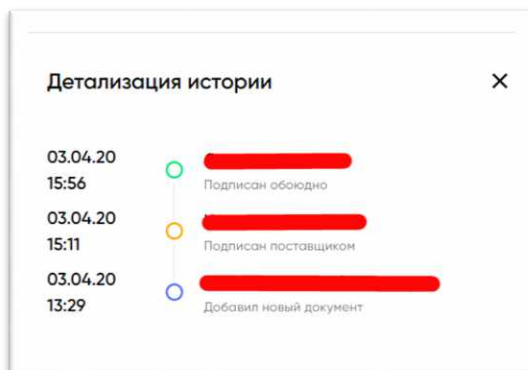 Детализация истории
03.04.20
15:56
Подписан обоюдно
03.04.20
15:11
Подписан поставщиком
03.04.20
13:29
Добавил новый документ